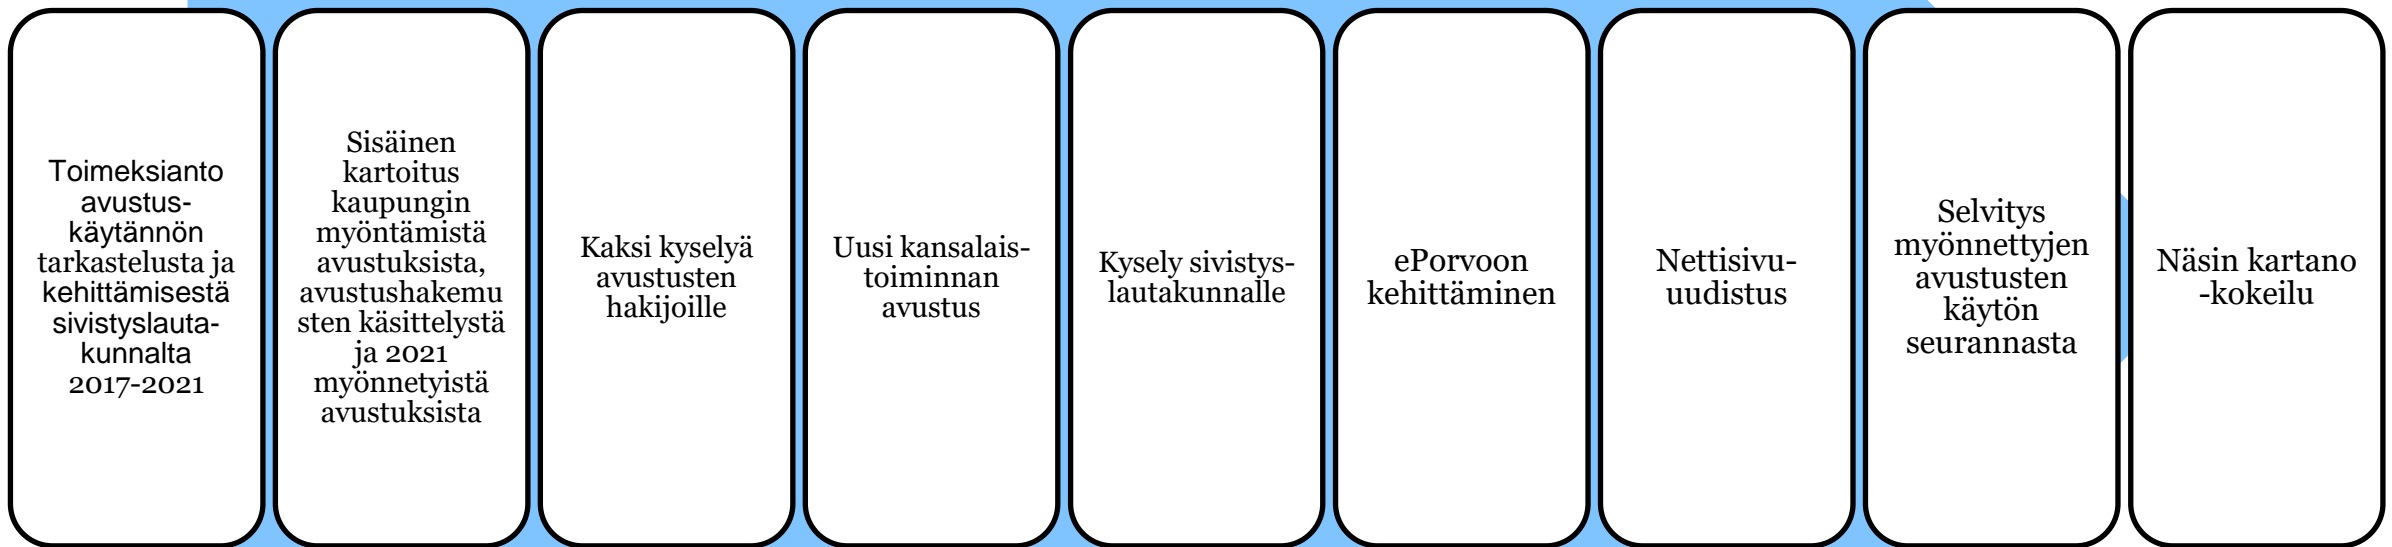 Toimeksianto
avustus-
käytännön
tarkastelusta ja
kehittämisestä
sivistyslauta-
kunnalta
2017-2021
Sisäinen
kartoitus
kaupungin
myöntämistä
avustuksista,
avustushakemu
sten käsittelystä
ja 2021
myönnetyistä
avustuksista
Kaksi kyselyä
avustusten
hakijoille
Uusi kansalais-
toiminnan
avustus
Kysely sivistys-
lautakunnalle
ePorvoon
kehittäminen
Nettisivu-
uudistus
Selvitys
myönnettyjen
avustusten
käytön
seurannasta
Näsin kartano
-kokeilu